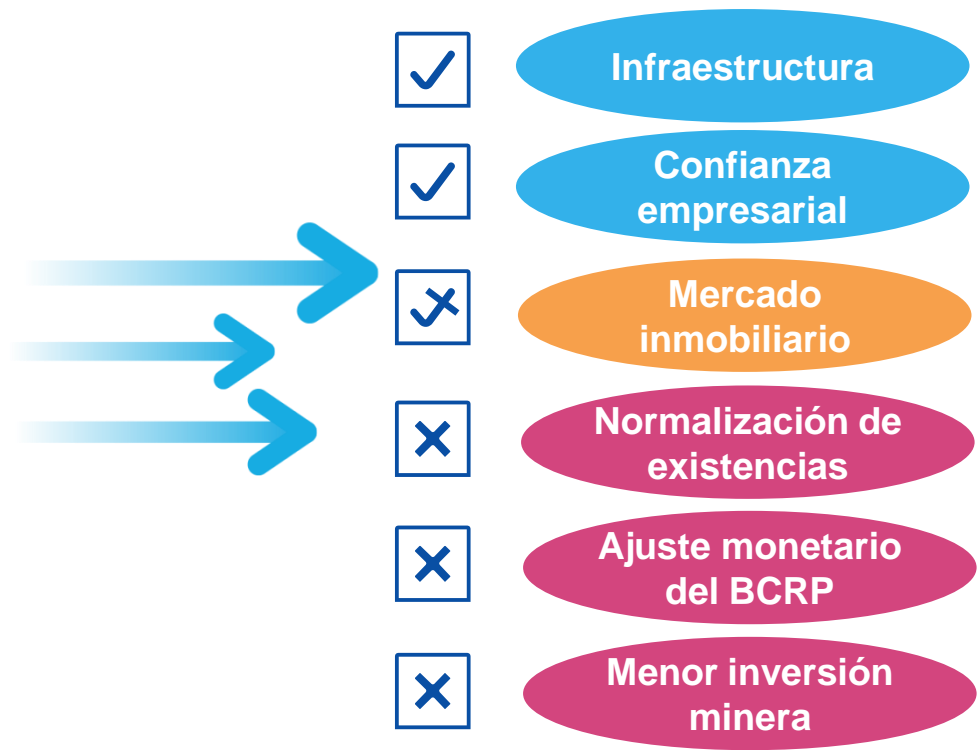 Infraestructura
Confianza
empresarial
Mercado
inmobiliario
Normalización de
existencias
Ajuste monetario
del BCRP
Menor inversión
minera